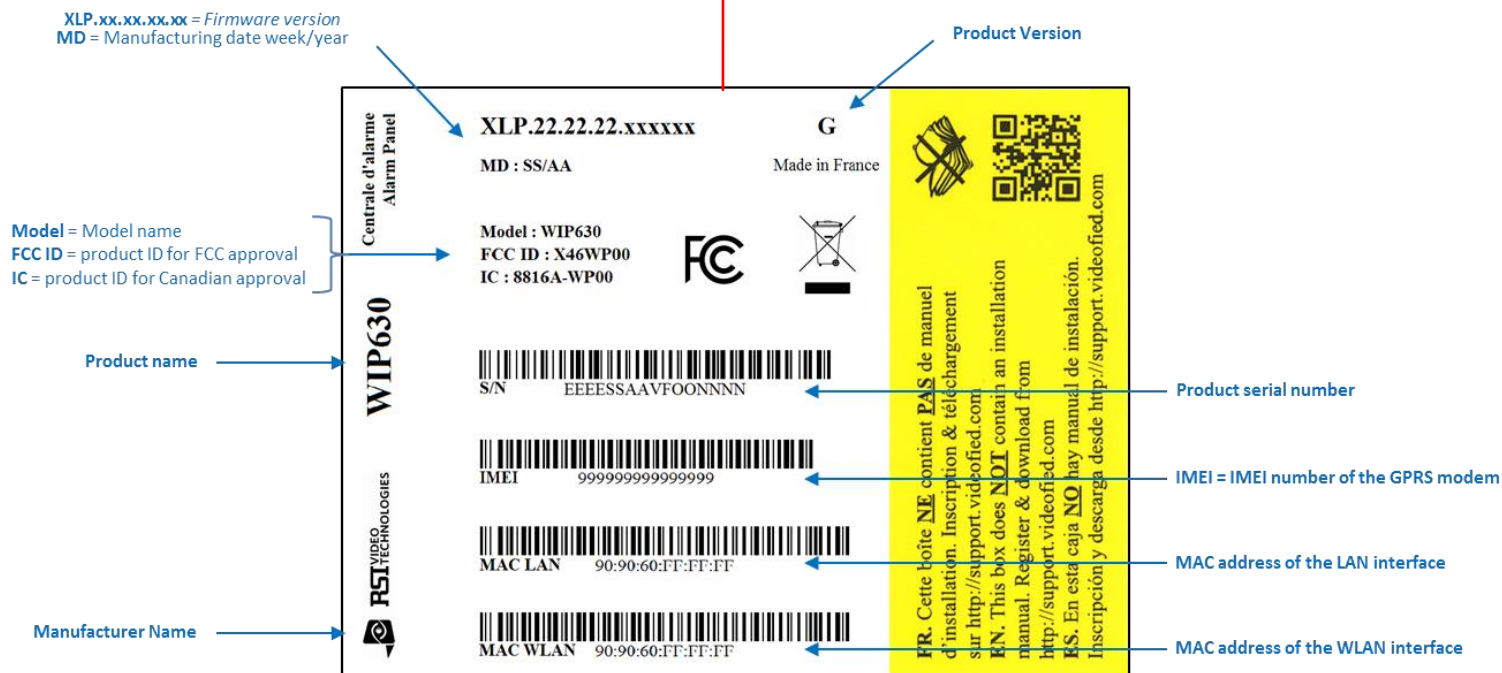 XLP.xx.xx.xx.xx = Firmware version
MD = Manufacturing date week/year
Product Version
Centrale d'alarme
Alarm Panel
XLP.22.22.22.xxxxxx
G
MD : SS/AA
Made in France
Model = Model name
FCC ID = product ID for FCC approval
IC = product ID for Canadian approval
Model : WIP630
FCC ID : X46WP00
IC : 8816A-WP00
FC
Product name
WIP630
S/N EEEESSAAVFOONNNN
Product serial number
IMEI 999999999999999
IMEI = IMEI number of the GPRS modem
RSI VIDEO
TECHNOLOGIES
MAC LAN 90:90:60:FF:FF:FF
MAC address of the LAN interface
Manufacturer Name
MAC WLAN 90:90:60:FF:FF:FF
MAC address of the WLAN interface
FR. Cette boîte NE contient PAS de manuel
d'installation. Inscription & téléchargement
sur http://support.videofied.com
EN. This box does NOT contain an installation
manual. Register & download from
http://support.videofied.com
ES. En esta caja NO hay manual de instalación.
Inscripción y descarga desde http://support.videofied.com